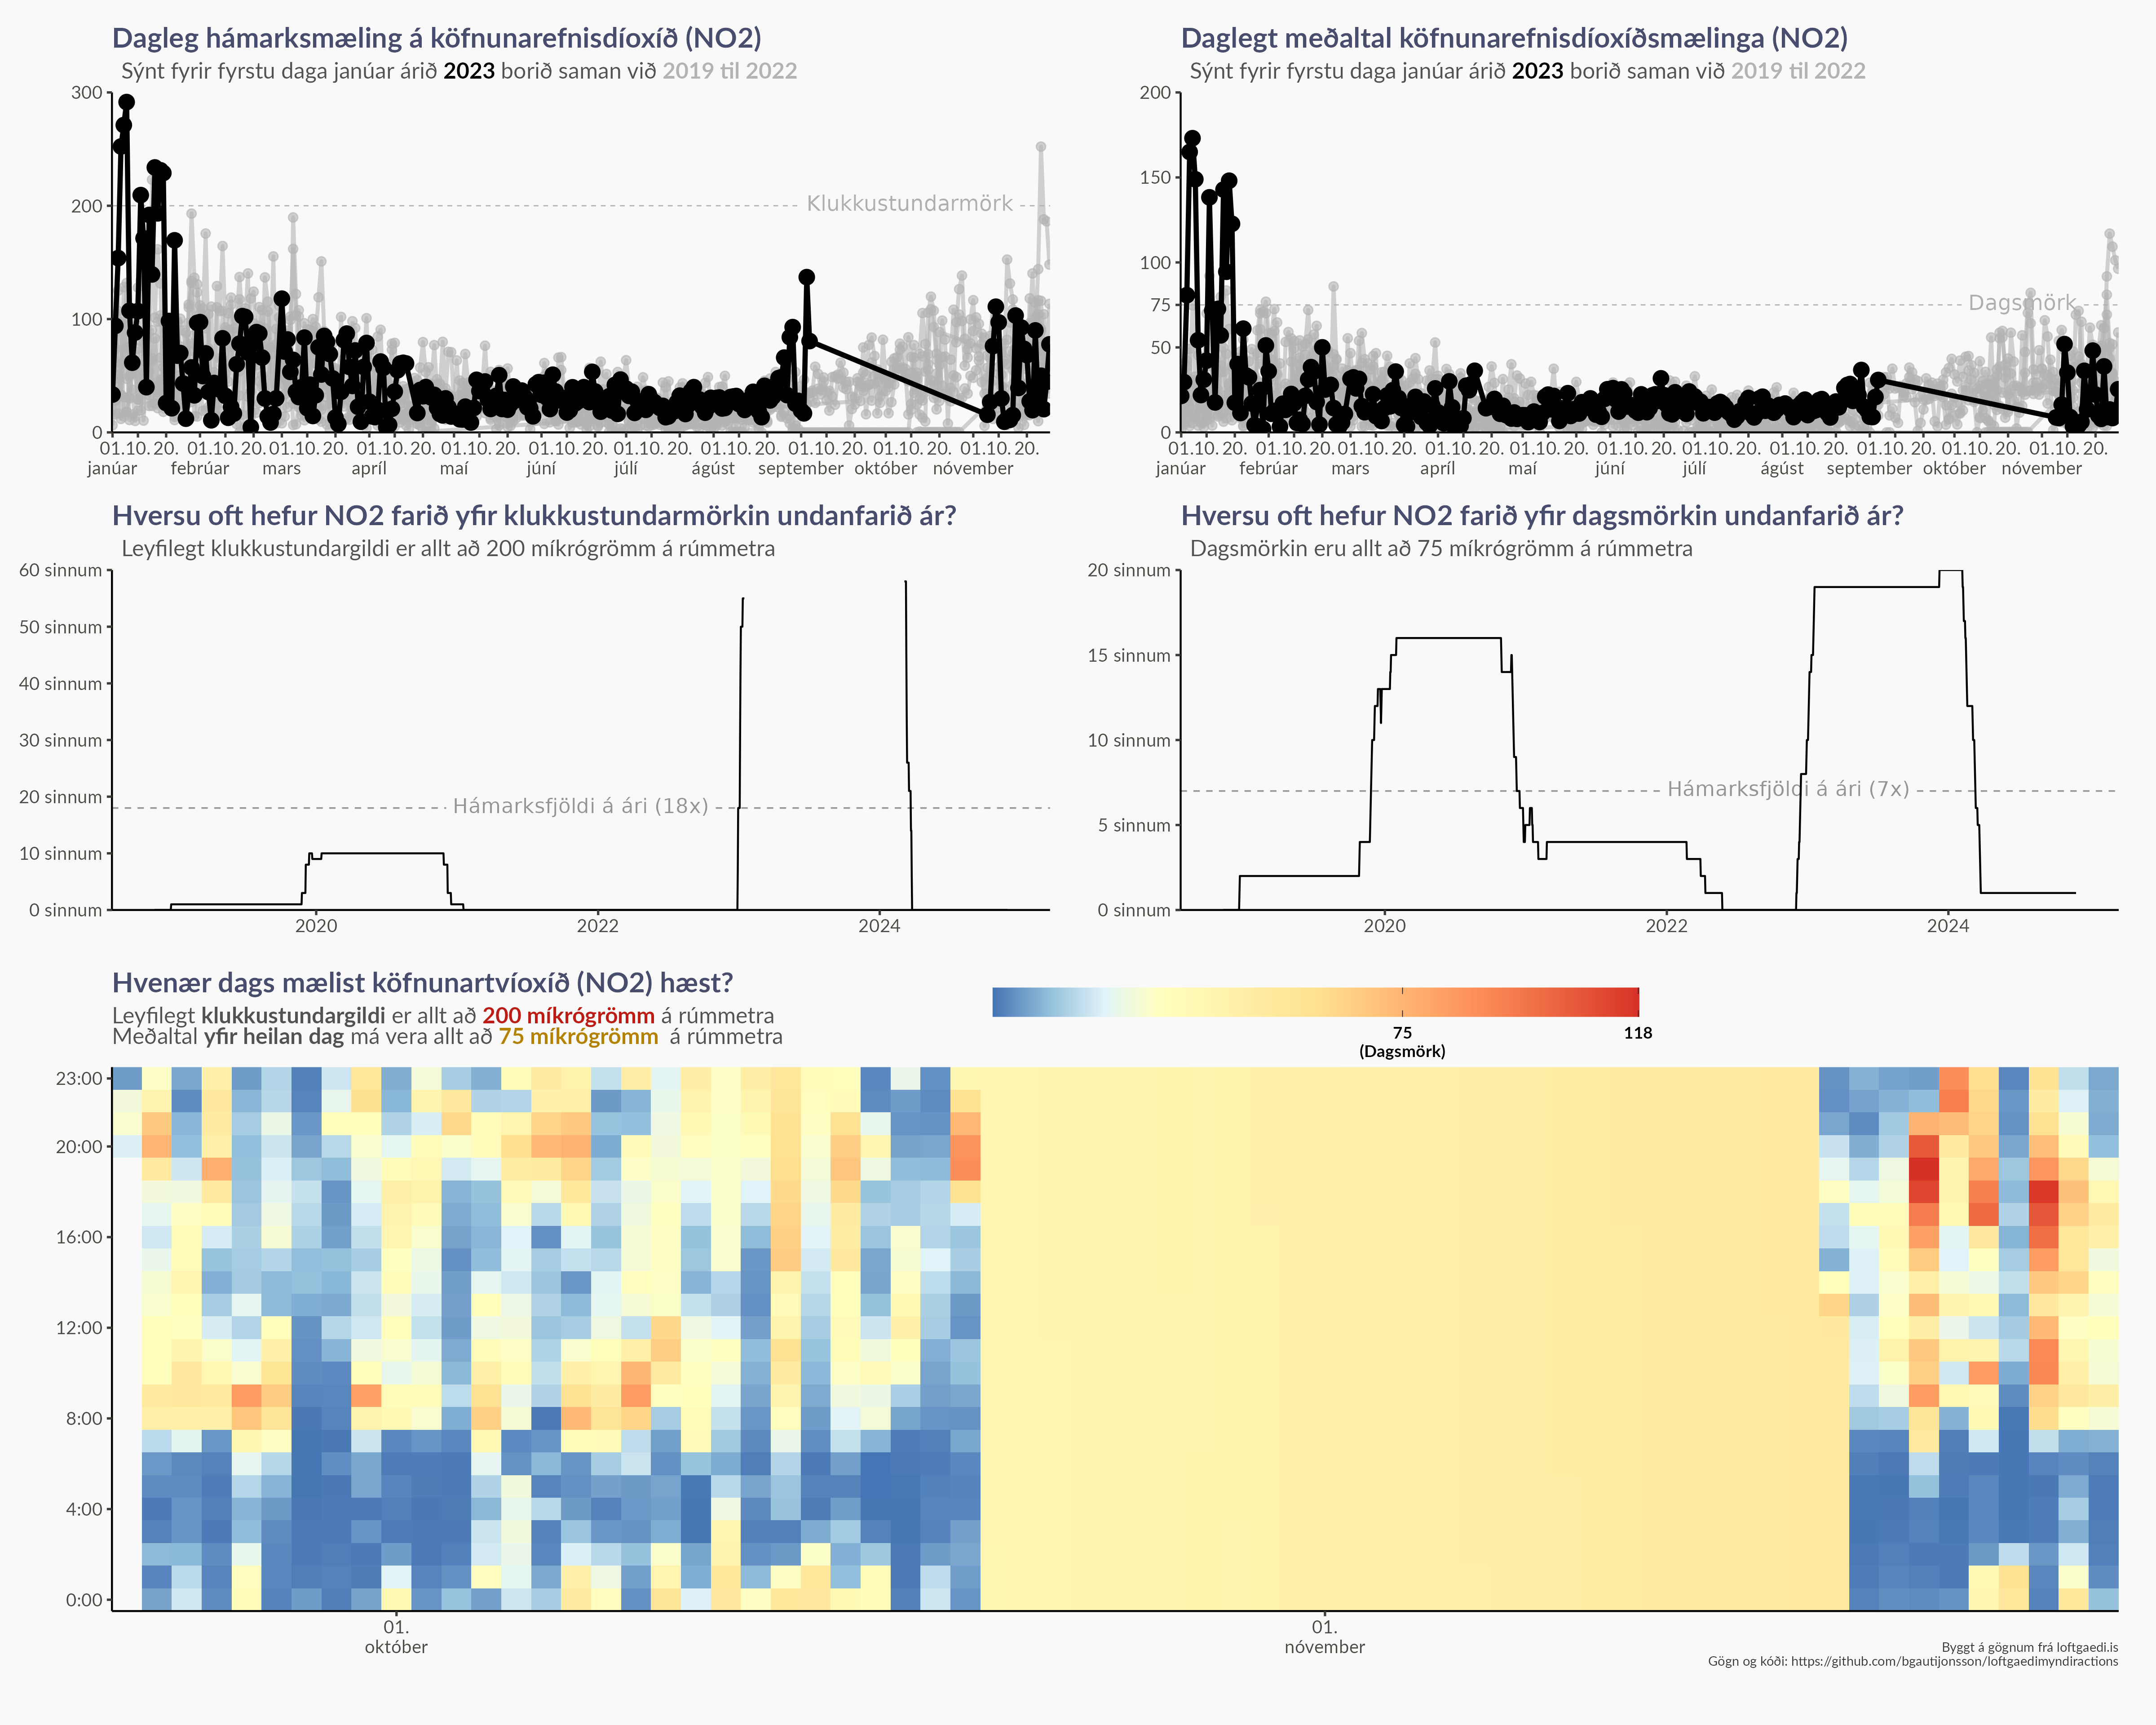 Dagleg hámarksmæling á köfnunarefnisdíoxíð (NO2)
Sýnt fyrir fyrstu daga janúar árið 2023 borið saman við 2019 til 2022
300
200
100
0
Klukkustundarmörk
01. 10. 20. 01. 10. 20. 01. 10. 20. 01. 10. 20. 01. 10. 20. 01. 10. 20. 01. 10. 20. 01. 10. 20. 01. 10. 20. 01. 10. 20. 01. 10. 20.
janúar febrúar mars apríl maí júní júlí ágúst september október nóvember
Daglegt meðaltal köfnunarefnisdíoxíðsmælinga (NO2)
Sýnt fyrir fyrstu daga janúar árið 2023 borið saman við 2019 til 2022
200
150
100
75
50
0
Dagsmörk
01. 10. 20. 01. 10. 20. 01. 10. 20. 01. 10. 20. 01. 10. 20. 01. 10. 20. 01. 10. 20. 01. 10. 20. 01. 10. 20. 01. 10. 20. 01. 10. 20.
janúar febrúar mars apríl maí júní júlí ágúst september október nóvember
Hversu oft hefur NO2 farið yfir klukkustundarmörkin undanfarið ár?
Leyfilegt klukkustundargildi er allt að 200 míkrógrömm á rúmmetra
60 sinnum
50 sinnum
40 sinnum
30 sinnum
20 sinnum
10 sinnum
0 sinnum
Hámarksfjöldi á ári (18x)
2020 2022 2024
Hversu oft hefur NO2 farið yfir dagsmörkin undanfarið ár?
Dagsmörkin eru allt að 75 míkrógrömm á rúmmetra
20 sinnum
15 sinnum
10 sinnum
5 sinnum
0 sinnum
Hámarksfjöldi á ári (7x)
2020 2022 2024
Hvenær dags mælist köfnunartvíoxíð (NO2) hæst?
Leyfilegt klukkustundargildi er allt að 200 míkrógrömm á rúmmetra
Meðaltal yfir heilan dag má vera allt að 75 míkrógrömm á rúmmetra
75 118
(Dagsmörk)
23:00
20:00
16:00
12:00
8:00
4:00
0:00
01. 01.
október nóvember
Byggt á gögnum frá loftgaedi.is
Gögn og kóði: https://github.com/bgautijonsson/loftgaedimyndiractions